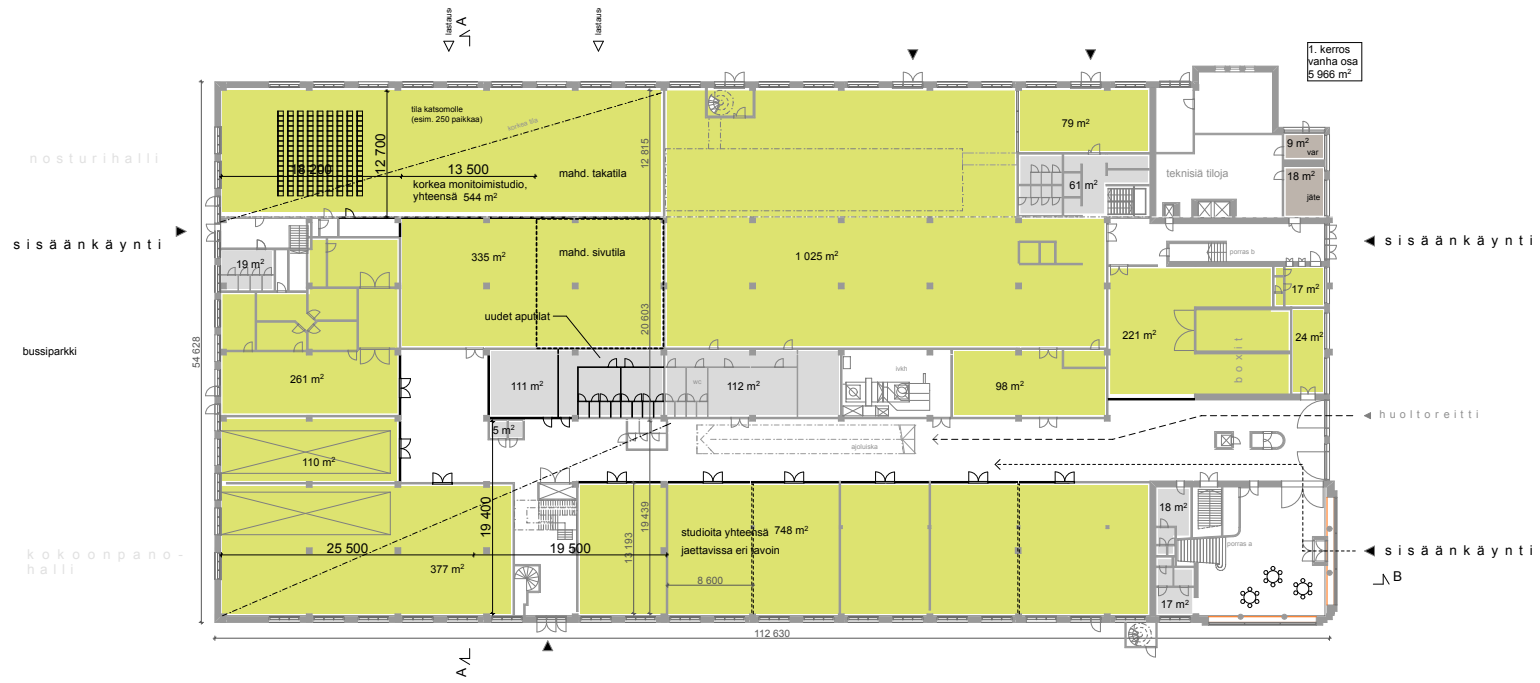 lastaus
A
lastaus
1. kerros
vanha osa
5 966 m²
tila katsomolle
(esim. 250 paikkaa)
korkea tila
79 m²
12 700
12 815
9 m²
var
nosturihalli
13 500
mahd. takatila
teknisiä tiloja
korkea monitoimistudio,
yhteensä 544 m²
61 m²
18 m²
jäte
sisäänkäynti
335 m²
mahd. sivutila
1 025 m²
porras b
sisäänkäynti
19 m²
17 m²
uudet aputilat
20 603
221 m²
24 m²
bussiparkki
54 628
boxit
261 m²
111 m²
wc
112 m²
ivkh
98 m²
5 m²
huoltoreitti
ajoluiska
110 m²
19 400
19 439
13 193
18 m²
studioita yhteensä 748 m²
jaettavissa eri tavoin
porras a
kokoonpano-
halli
25 500
19 500
sisäänkäynti
377 m²
8 600
B
17 m²
112 630
A